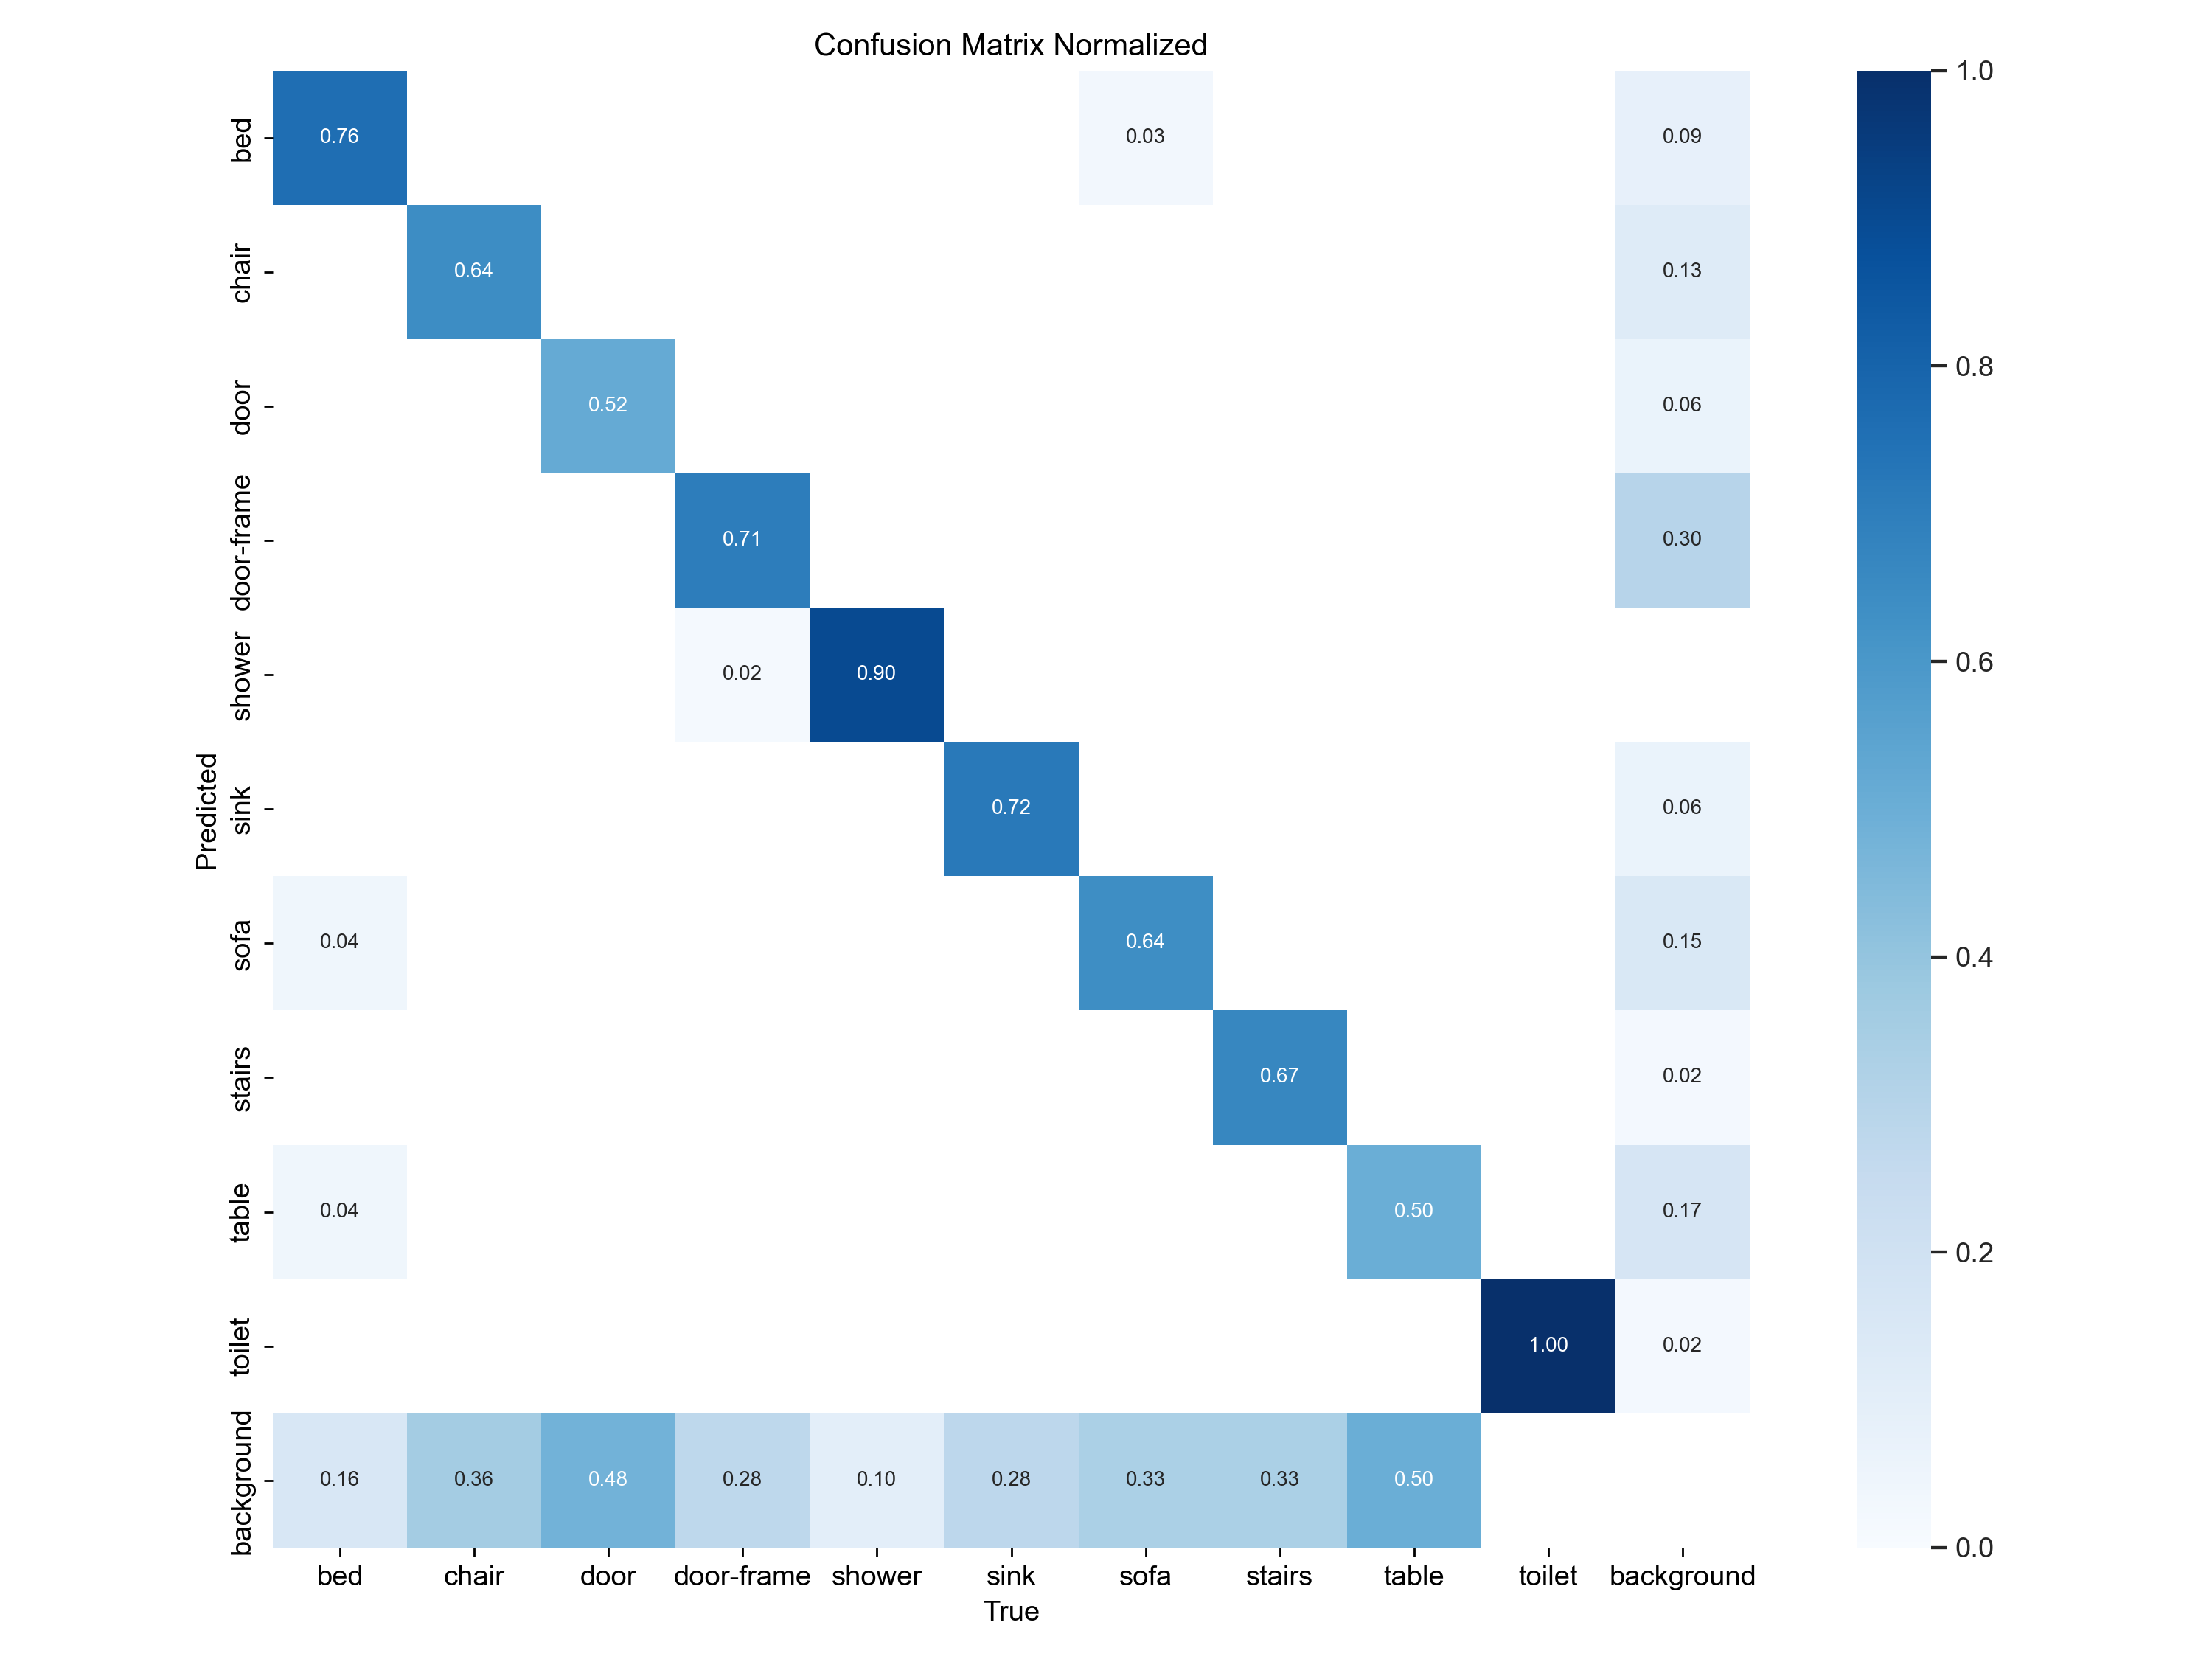 Confusion Matrix Normalized
Predicted
bed 0.76 0.03 0.09
chair 0.64 0.13
door 0.52 0.06
door-frame 0.71 0.30
shower 0.02 0.90
sink 0.72 0.06
sofa 0.04 0.64 0.15
stairs 0.67 0.02
table 0.04 0.50 0.17
toilet 1.00 0.02
background 0.16 0.36 0.48 0.28 0.10 0.28 0.33 0.33 0.50
bed chair door door-frame shower sink sofa stairs table toilet background
True
1.0
0.8
0.6
0.4
0.2
0.0